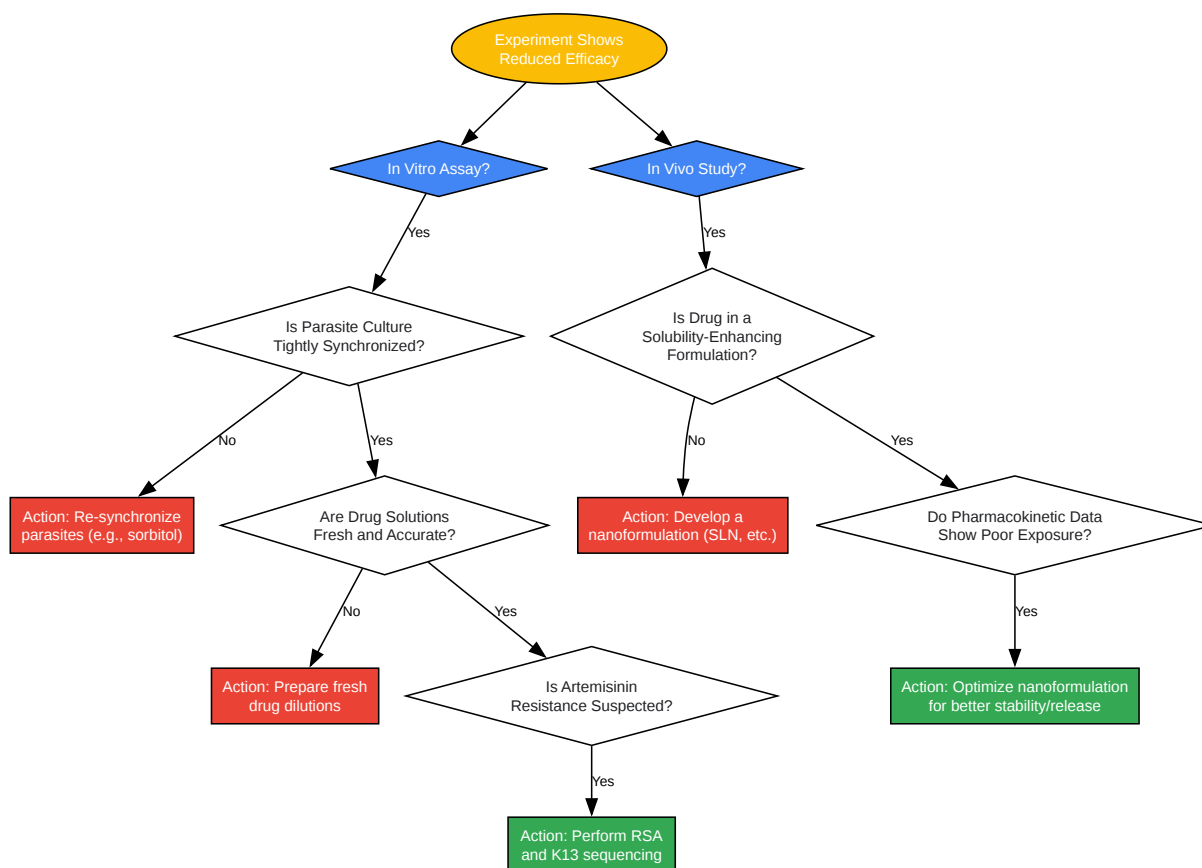 Experiment Shows
Reduced Efficacy
In Vitro Assay?
In Vivo Study?
Yes
Yes
Is Parasite Culture
Tightly Synchronized?
Is Drug in a
Solubility-Enhancing
Formulation?
No
Yes
No
Yes
Action: Re-synchronize
parasites (e.g., sorbitol)
Are Drug Solutions
Fresh and Accurate?
Action: Develop a
nanoformulation (SLN, etc.)
Do Pharmacokinetic Data
Show Poor Exposure?
No
Yes
Yes
Action: Prepare fresh
drug dilutions
Is Artemisinin
Resistance Suspected?
Action: Optimize nanoformulation
for better stability/release
Yes
Action: Perform RSA
and K13 sequencing